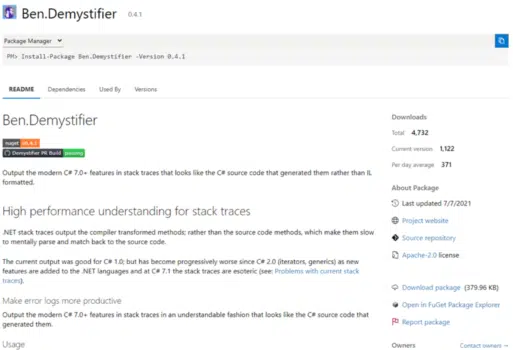 Ben.Demystifier 0.4.1
Package Manager
PM> Install-Package Ben.Demystifier -Version 0.4.1
README Dependencies Used By Versions
Ben.Demystifier
nuget v0.4.1
Demystifier PR Build passing
Output the modern C# 7.0+ features in stack traces that looks like the C# source code that generated them rather than IL
formatted.
High performance understanding for stack traces
.NET stack traces output the compiler transformed methods; rather than the source code methods, which make them slow
to mentally parse and match back to the source code.
The current output was good for C# 1.0; but has become progressively worse since C# 2.0 (iterators, generics) as new
features are added to the .NET languages and at C# 7.1 the stack traces are esoteric (see: Problems with current stack
traces).
Make error logs more productive
Output the modern C# 7.0+ features in stack traces in an understandable fashion that looks like the C# source code that
generated them.
Usage
Downloads
Total 4,732
Current version 1,122
Per day average 371
About Package
Last updated 7/7/2021
Project website
Source repository
Apache-2.0 license
Download package (379.96 KB)
Open in FuGet Package Explorer
Report package
Owners Contact owners →